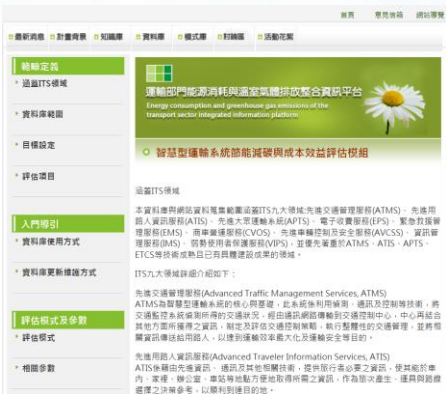 首頁 意見信箱 網站導覽
最新消息 計畫背景 知識庫 資料庫 模式庫 討論區 活動花絮
範疇定義
涵蓋ITS領域
資料庫範圍
目標設定
評估項目
入門導引
資料庫使用方式
資料庫更新維護方式
評估模式及參數
評估模式
相關參數
運輸部門能源消耗與溫室氣體排放整合資訊平台
Energy consumption and greenhouse gas emissions of the
transport sector integrated information platform
智慧型運輸系統節能減碳與成本效益評估模組
涵蓋ITS領域
本資料庫與網站資料蒐集範圍涵蓋ITS九大領域:先進交通管理服務(ATMS)、先進用
路人資訊服務(ATIS)、先進大眾運輸系統(APTS)、電子收費服務(EPS)、緊急救援管
理服務(EMS)、商車營運服務(CVOS)、先進車輛控制及安全服務(AVCSS)、資訊管
理服務(IMS)、弱勢使用者保護服務(VIPS)，並優先著重於ATMS、ATIS、APTS、
ETCS等技術成熟且已有具體建設成果的領域。
ITS九大領域詳細介紹如下：
先進交通管理服務(Advanced Traffic Management Services, ATMS)
ATMS為智慧型運輸系統的核心與基礎，此系統利用偵測、通訊及控制等技術，將
交通監控系統偵測所得的交通狀況，經由通訊網路傳輸到交通控制中心，中心再結合
其他方面所獲得之資訊，制定及評估交通控制策略，執行整體性的交通管理，並將相
關資訊傳送給用路人，以達到運輸效率最大化及運輸安全等目的。
先進用路人資訊服務(Advanced Traveler Information Services, ATIS)
ATIS係藉由先進資訊、通訊及其他相關技術，提供旅行者必要之資訊，使其能於車
內、家裡、辦公室、車站等地點方便地取得所需之資訊，作為旅次產生、運具與路線
選擇之決策參考，以順利到達目的地。